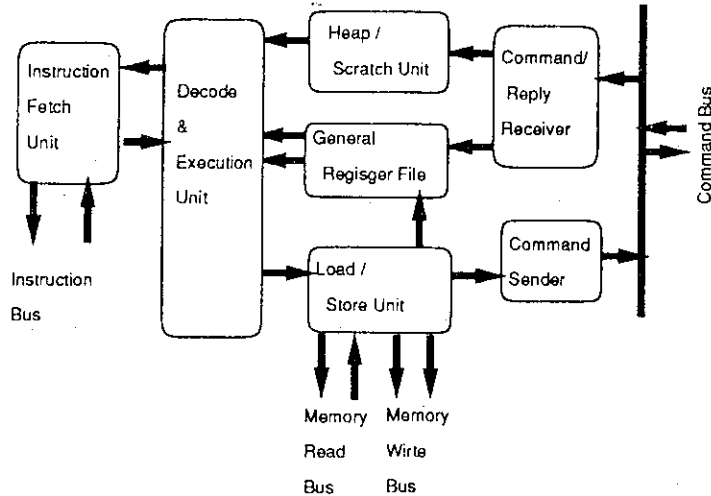 Instruction
Fetch
Unit
Instruction
Bus
Decode
&
Execution
Unit
Heap /
Scratch Unit
General
Regisger File
Load /
Store Unit
Memory
Read
Bus
Memory
Wirte
Bus
Command/
Reply
Receiver
Command
Sender
Command Bus